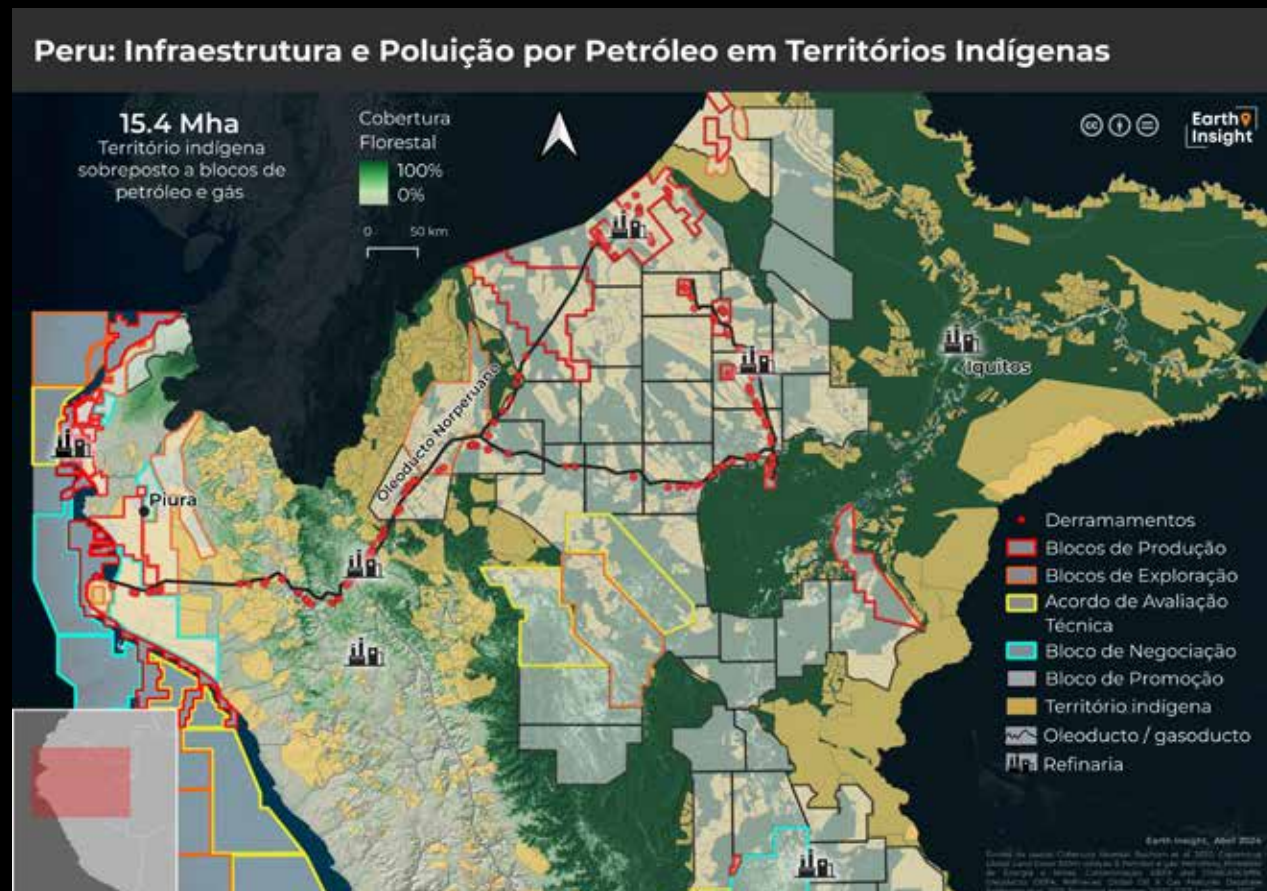 Peru: Infraestrutura e Poluição por Petróleo em Territórios Indígenas
15.4 Mha
Território indígena
sobreposto a blocos de
petróleo e gás
Cobertura
Florestal
100%
0%
0 50 km
cc
Earth
Insight
Iquitos
Oleoducto Norperuano
Piura
Derramamentos
Blocos de Produção
Blocos de Exploração
Acordo de Avaliação
Técnica
Bloco de Negociação
Bloco de Promoção
Território indígena
Oleoducto / gasoducto
Refinaria
Earth Insight, Abril 2024